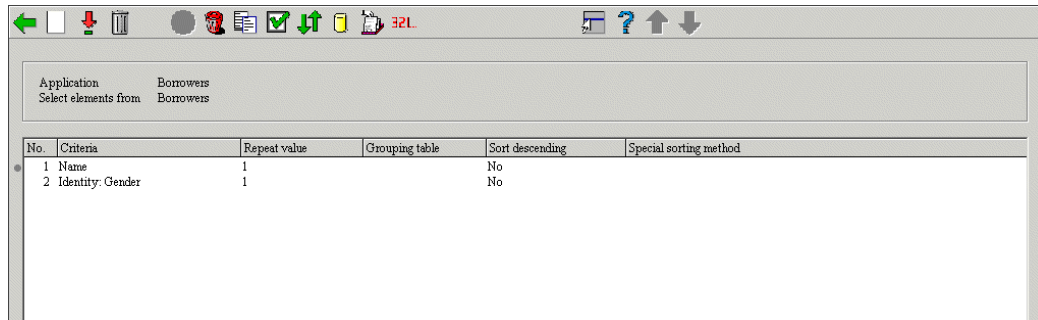 32L
Application Borrowers
Select elements from Borrowers
No. Criteria Repeat value Grouping table Sort descending Special sorting method
1 Name 1 No
2 Identity: Gender 1 No